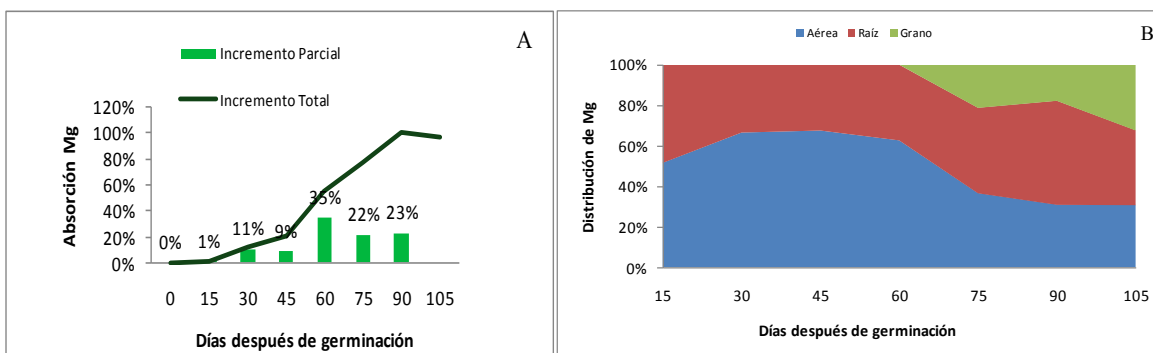 A
Incremento Parcial
Incremento Total
Absorción Mg
120%
100%
80%
60%
40%
20%
0%
0%
1%
11%
9%
35%
22%
23%
0 15 30 45 60 75 90 105
Días después de germinación
B
Aérea Raíz Grano
Distribución de Mg
100%
80%
60%
40%
20%
0%
15 30 45 60 75 90 105
Días después de germinación